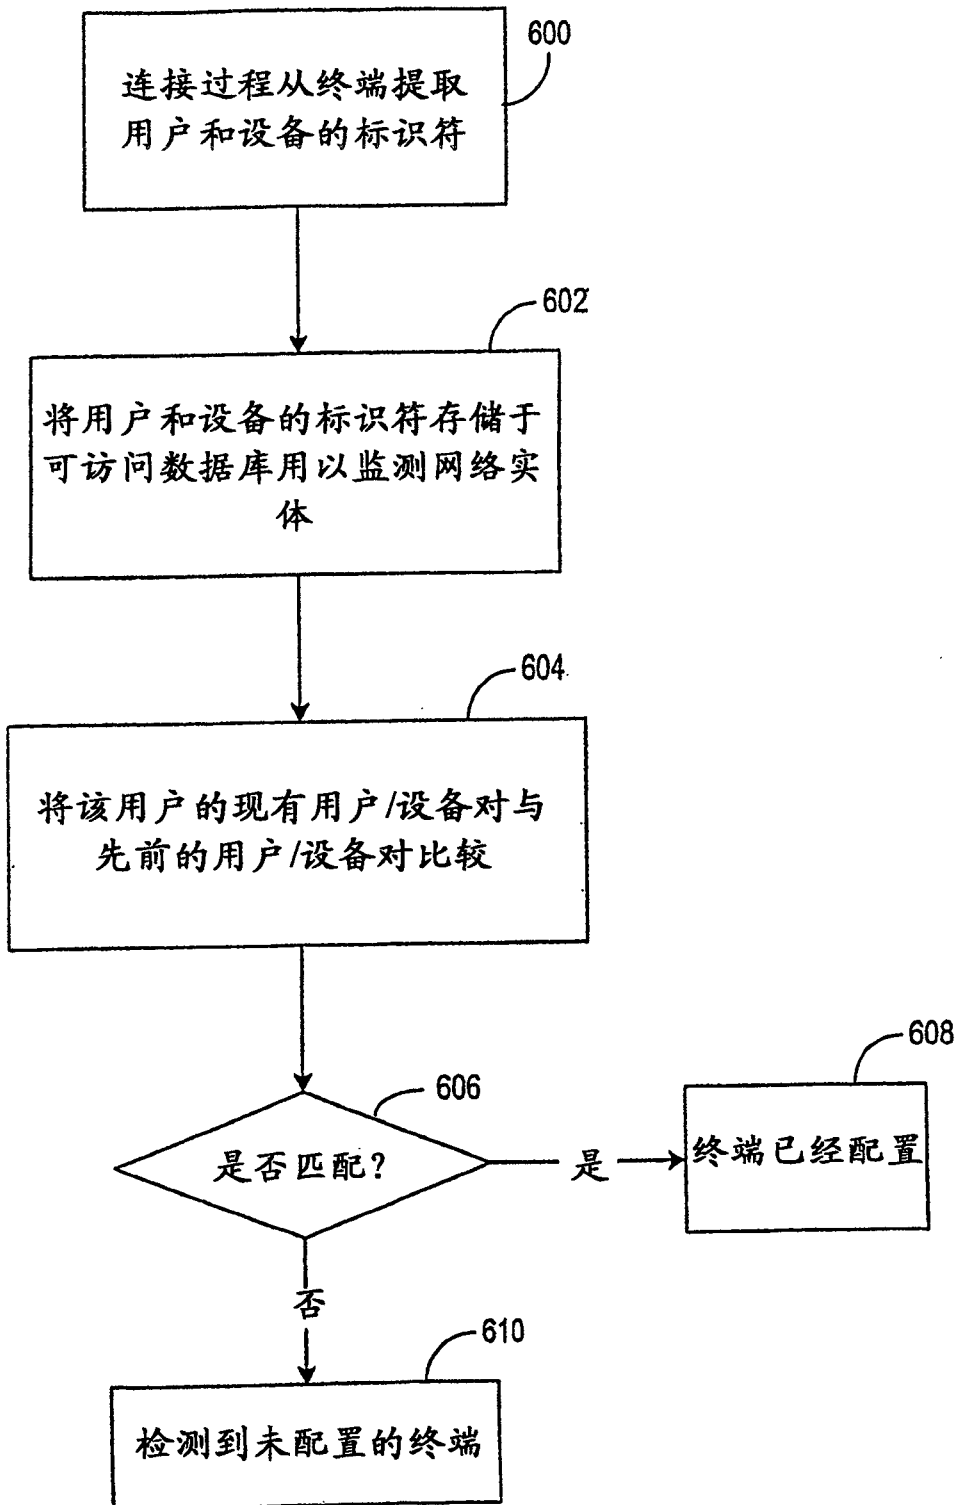 600
连接过程从终端提取
用户和设备的标识符
602
将用户和设备的标识符存储于
可访问数据库用以监测网络实
体
604
将该用户的现有用户/设备对与
先前的用户/设备对比较
606
是否匹配?
是
608
终端已经配置
否
610
检测到未配置的终端